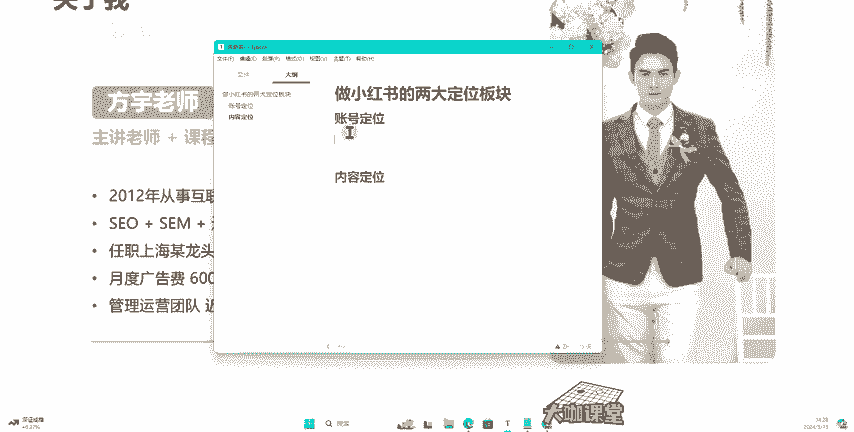 关于我
方宇老师
主讲老师 + 课程
• 2012年从事互联
• SEO + SEM +
• 任职上海某龙头
• 月度广告费 600
• 管理运营团队 近
文件(F) 编辑(E) 段落(P) 格式(O) 视图(V) 主题(T) 帮助(H)
文件 大纲
做小红书的两大定位板块
账号定位
内容定位
做小红书的两大定位板块
账号定位
内容定位
大咖课堂
搜索